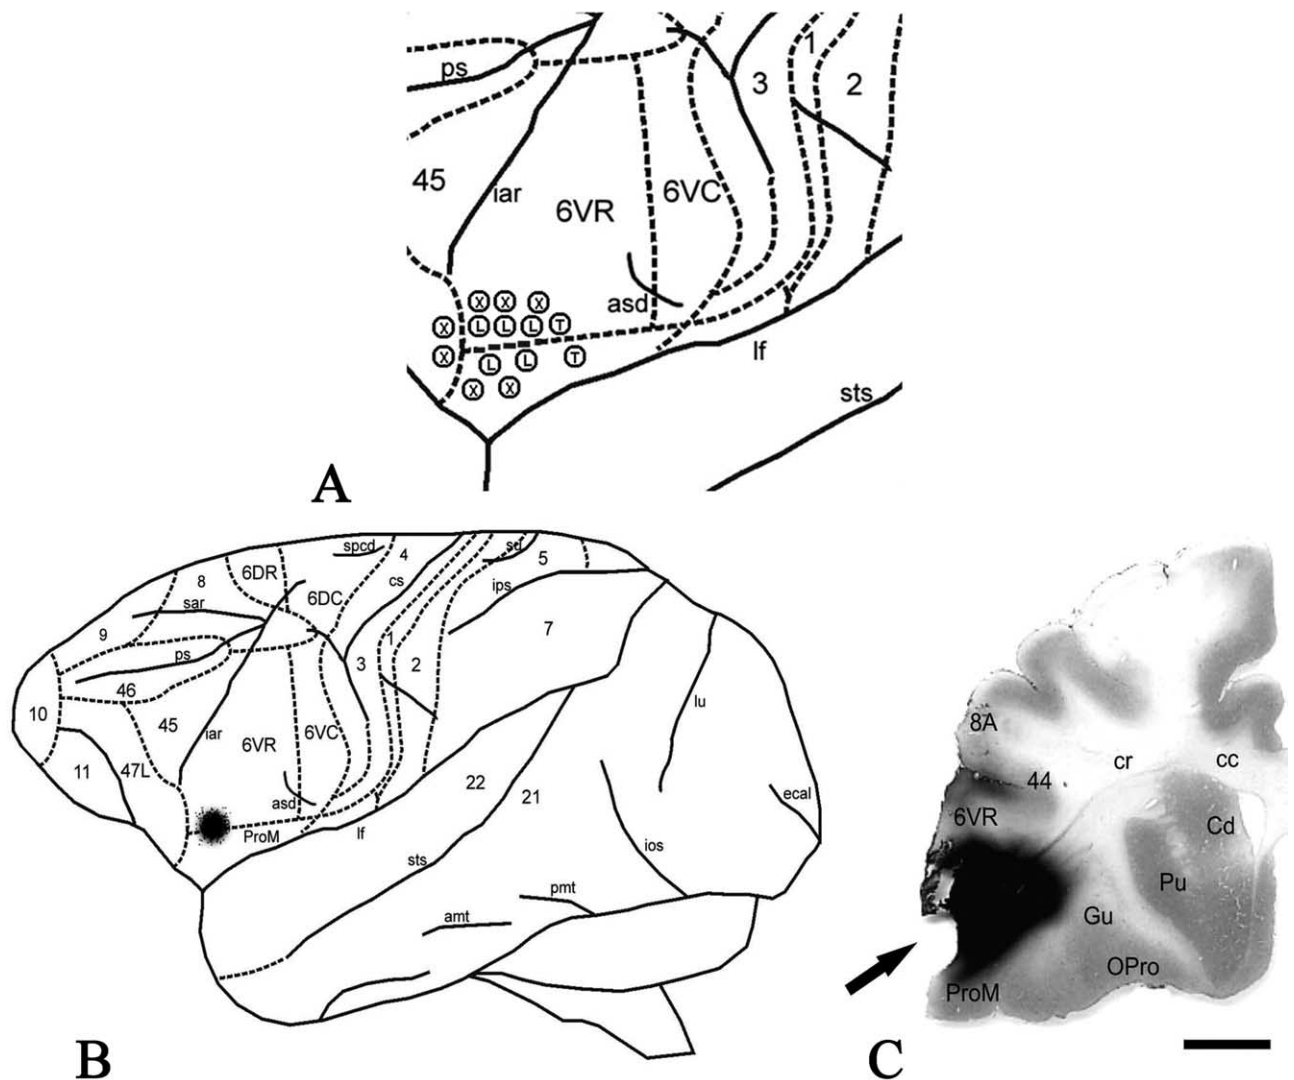 1
ps
3
2
45
iar
6VR
6VC
asd
X X X
X L L L T
X L L T
X X
lf
sts
A
spcd
4
su
5
8
6DR
cs
ips
sar
6DC
9
1
7
ps
3
2
46
10
45
iar
6VR
6VC
lu
11
47L
22
21
asd
ecal
ProM
lf
ios
sts
pmt
amt
B
8A
44
cr
cc
6VR
Cd
Pu
Gu
OPro
ProM
C